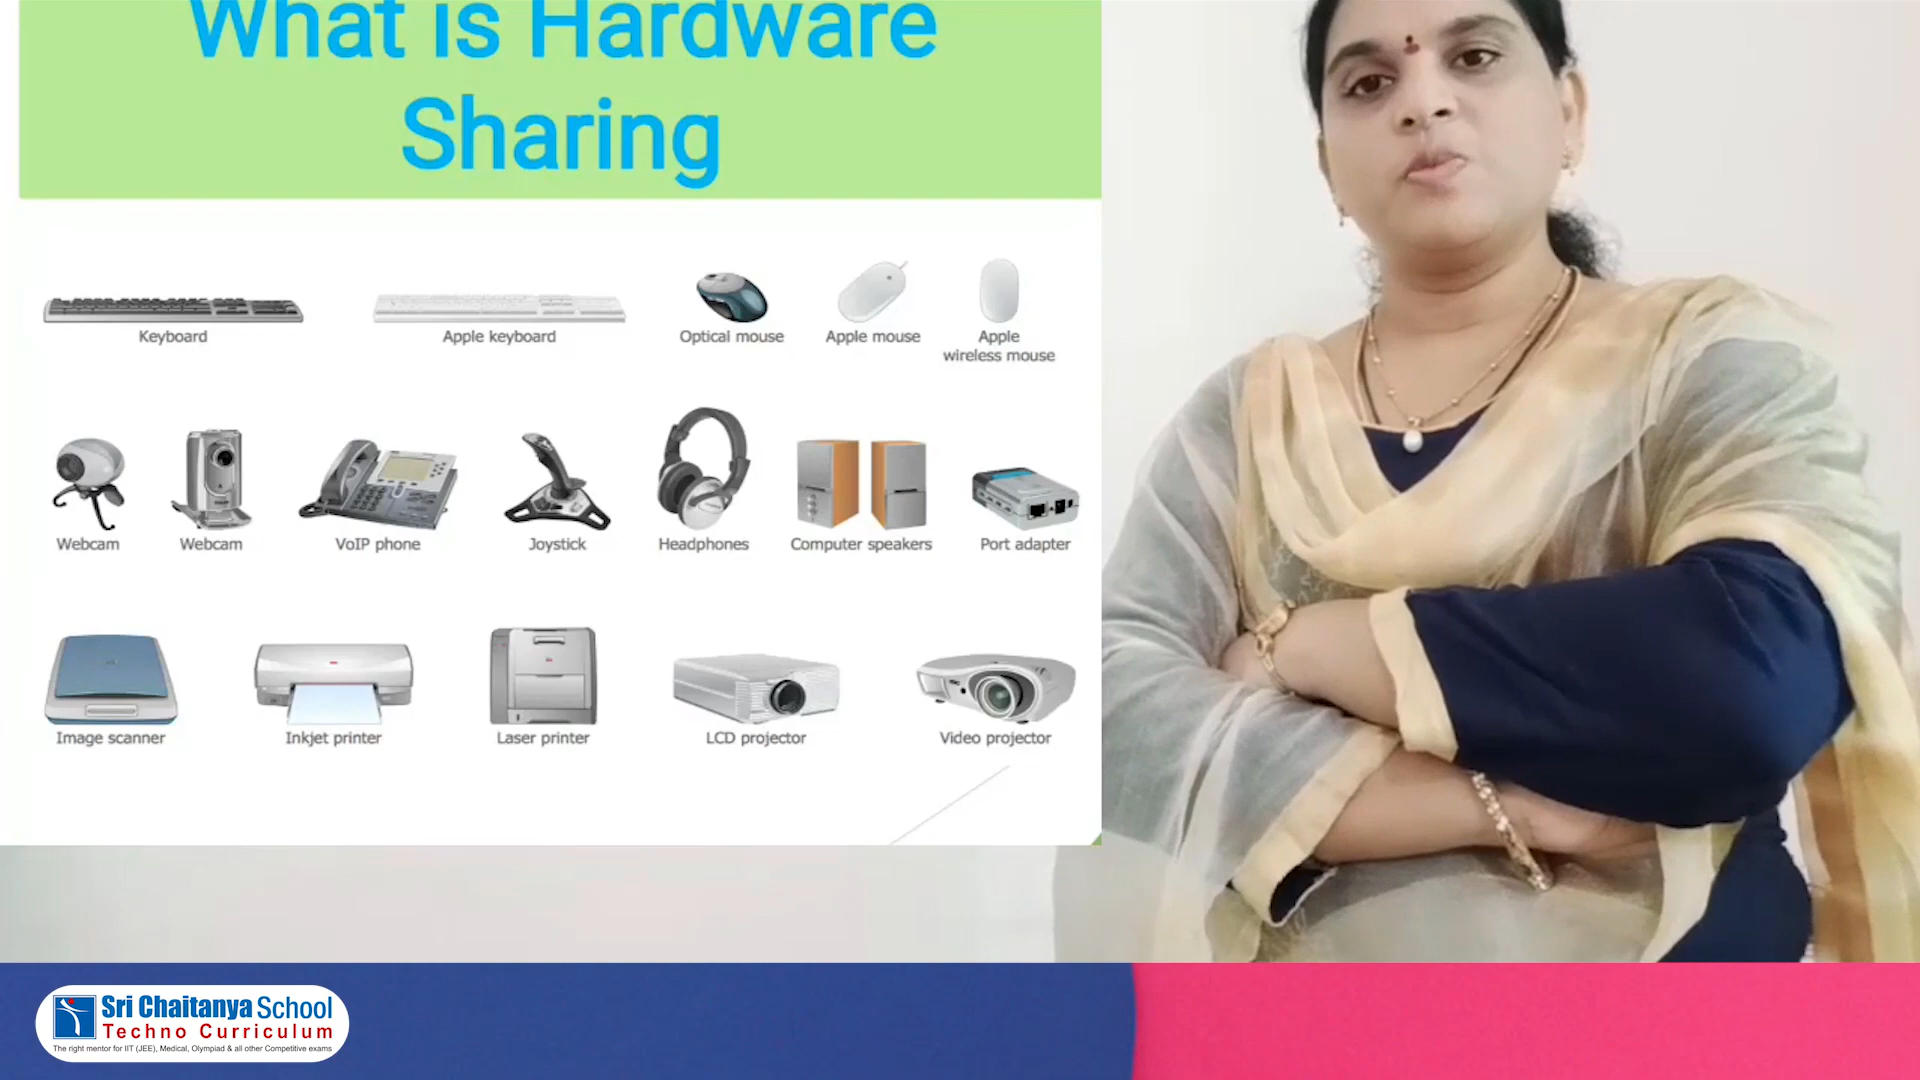 What is Hardware
Sharing
Keyboard
Apple keyboard
Optical mouse
Apple mouse
Apple
wireless mouse
Webcam
Webcam
VoIP phone
Joystick
Headphones
Computer speakers
Port adapter
Image scanner
Inkjet printer
Laser printer
LCD projector
Video projector
Sri Chaitanya School
Techno Curriculum
The right mentor for IIT (JEE), Medical, Olympiad & all other Competitive exams